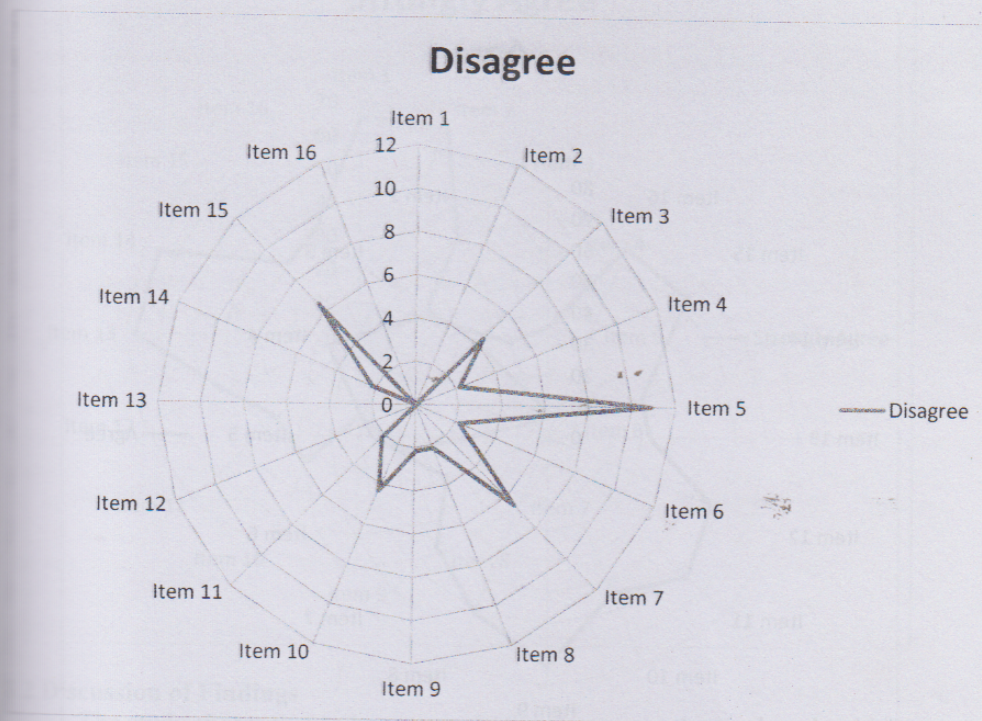 Disagree
Item 1
Item 2
Item 3
Item 4
Item 5
Item 6
Item 7
Item 8
Item 9
Item 10
Item 11
Item 12
Item 13
Item 14
Item 15
Item 16
12
10
8
6
4
2
0
Disagree